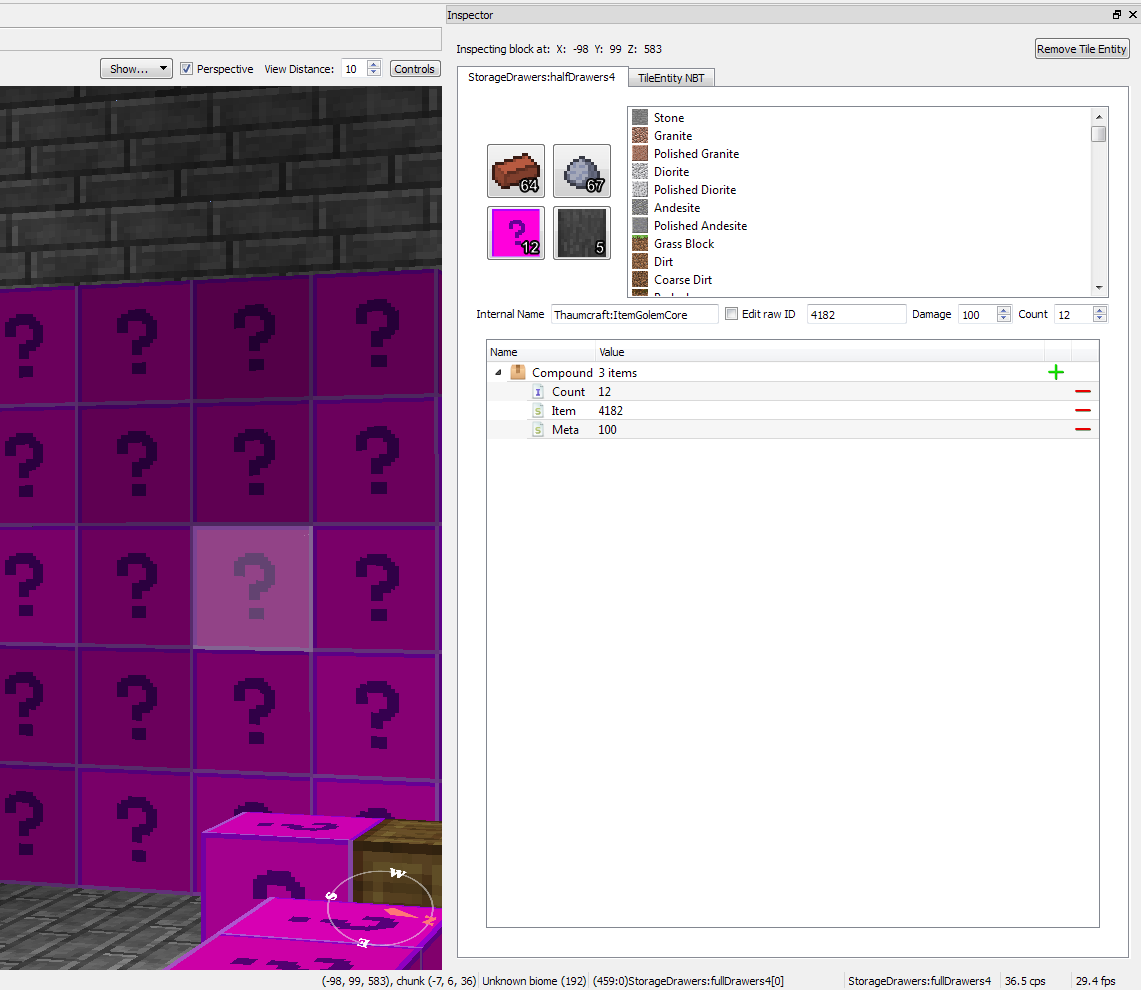 Inspector
Inspecting block at: X: -98 Y: 99 Z: 583
Remove Tile Entity
Show...
Perspective
View Distance:
10
Controls
StorageDrawers:halfDrawers4
TileEntity NBT
64
67
?
12
5
Stone
Granite
Polished Granite
Diorite
Polished Diorite
Andesite
Polished Andesite
Grass Block
Dirt
Coarse Dirt
Internal Name
Thaumcraft:ItemGolemCore
Edit raw ID
4182
Damage
100
Count
12
Name Value
Compound 3 items
I Count 12
S Item 4182
S Meta 100
? ? ? ?
? ? ? ?
? ? ? ?
? ? ? ?
? ?
W
S
N
E
(-98, 99, 583), chunk (-7, 6, 36)
Unknown biome (192)
(459:0)StorageDrawers:fullDrawers4[0]
StorageDrawers:fullDrawers4
36.5 cps
29.4 fps